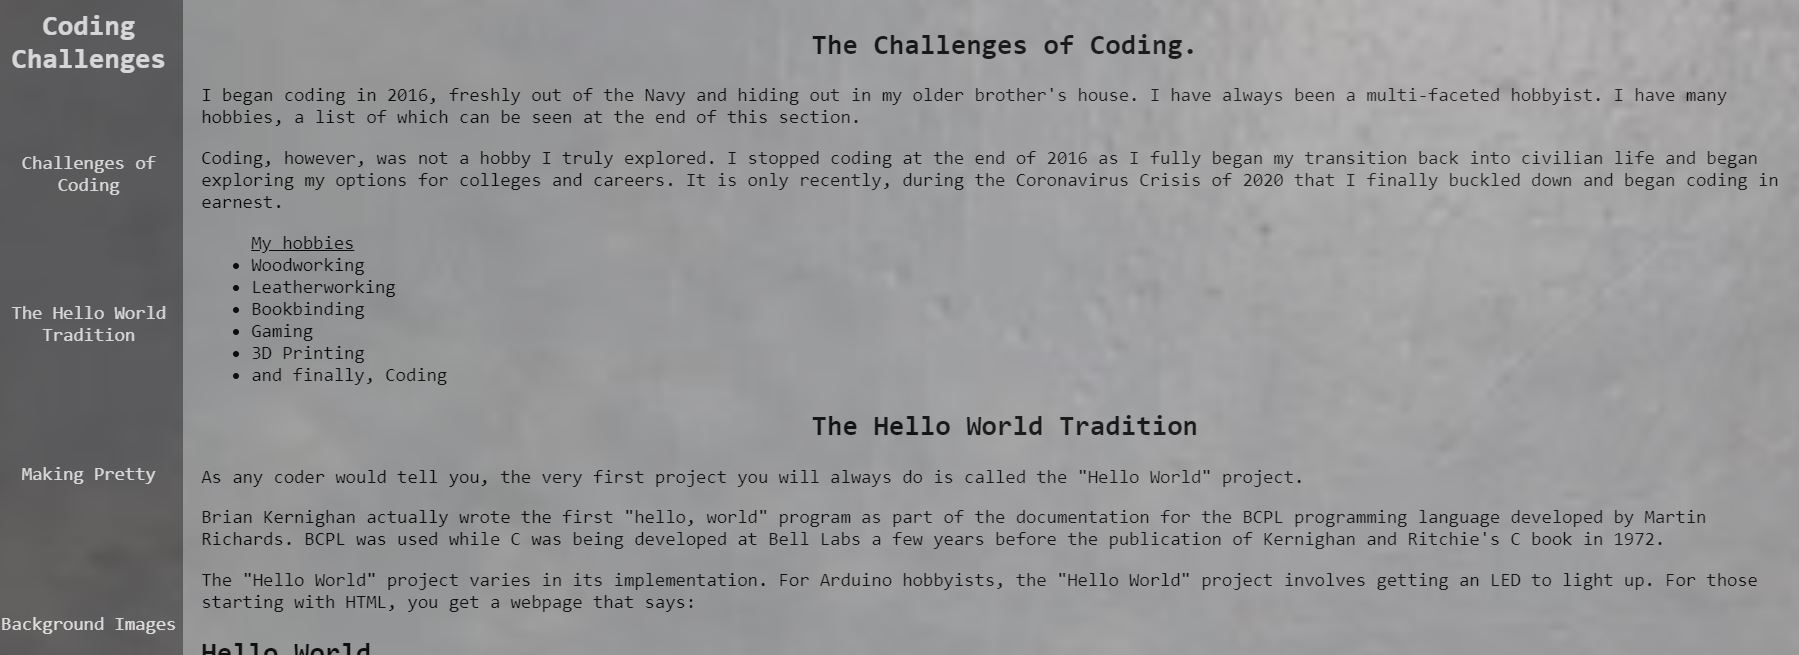 Coding
Challenges
Challenges of
Coding
The Hello World
Tradition
Making Pretty
Background Images
The Challenges of Coding.
I began coding in 2016, freshly out of the Navy and hiding out in my older brother's house. I have always been a multi-faceted hobbyist. I have many
hobbies, a list of which can be seen at the end of this section.
Coding, however, was not a hobby I truly explored. I stopped coding at the end of 2016 as I fully began my transition back into civilian life and began
exploring my options for colleges and careers. It is only recently, during the Coronavirus Crisis of 2020 that I finally buckled down and began coding in
earnest.
My hobbies
• Woodworking
• Leatherworking
• Bookbinding
• Gaming
• 3D Printing
• and finally, Coding
The Hello World Tradition
As any coder would tell you, the very first project you will always do is called the "Hello World" project.
Brian Kernighan actually wrote the first "hello, world" program as part of the documentation for the BCPL programming language developed by Martin
Richards. BCPL was used while C was being developed at Bell Labs a few years before the publication of Kernighan and Ritchie's C book in 1972.
The "Hello World" project varies in its implementation. For Arduino hobbyists, the "Hello World" project involves getting an LED to light up. For those
starting with HTML, you get a webpage that says:
Hello World